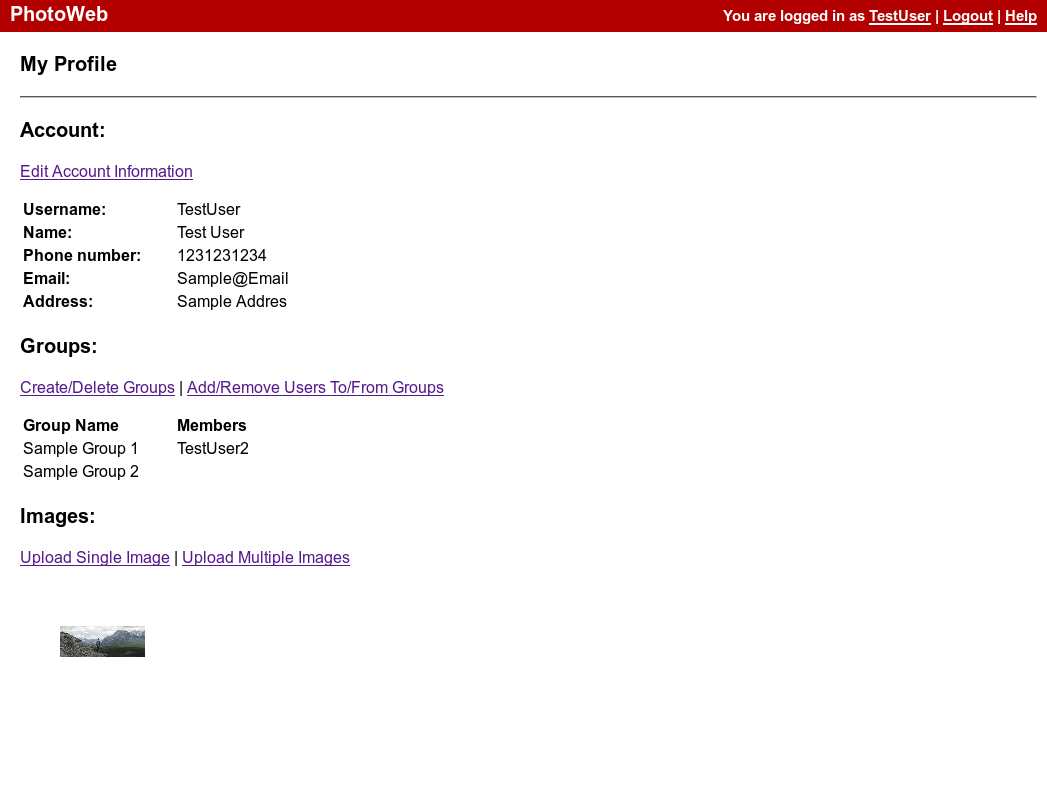 PhotoWeb You are logged in as TestUser | Logout | Help
My Profile
Account:
Edit Account Information
Username: TestUser
Name: Test User
Phone number: 1231231234
Email: Sample@Email
Address: Sample Addres
Groups:
Create/Delete Groups | Add/Remove Users To/From Groups
Group Name Members
Sample Group 1 TestUser2
Sample Group 2
Images:
Upload Single Image | Upload Multiple Images